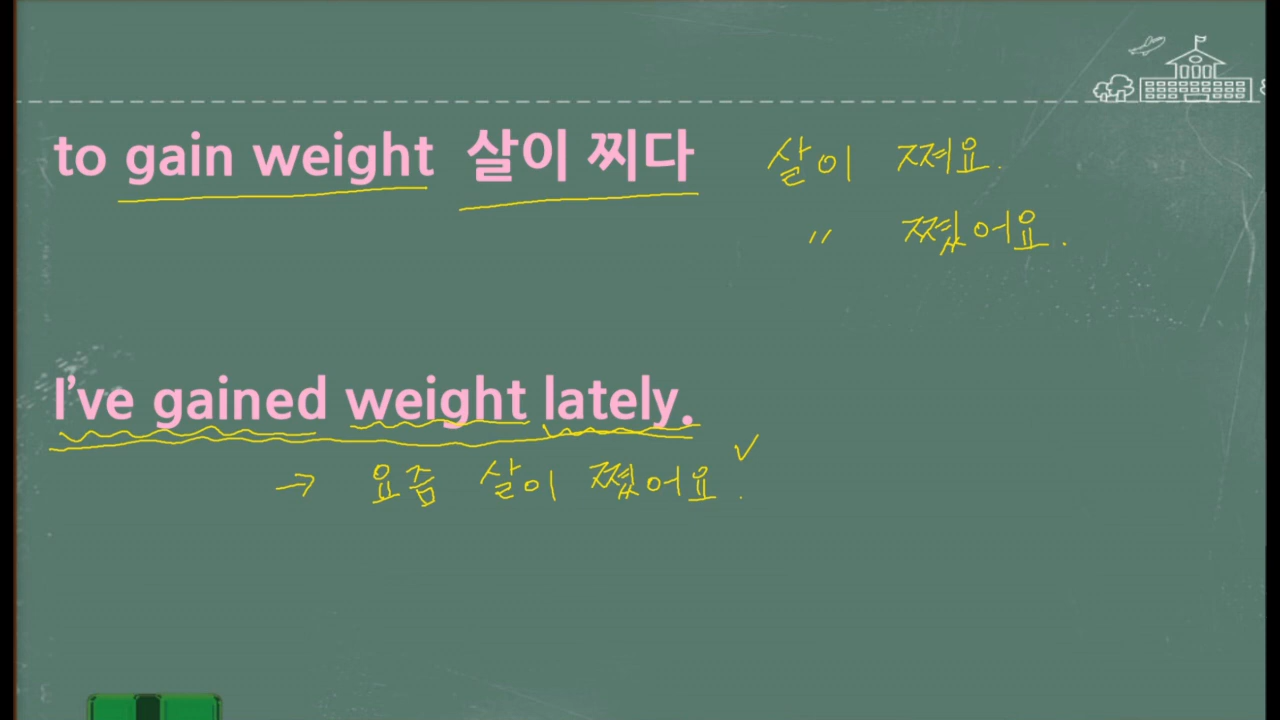 to gain weight 살이 찌다 살이 쪄요.
〃 쪘어요.
I've gained weight lately.
→ 요즘 살이 쪘어요.